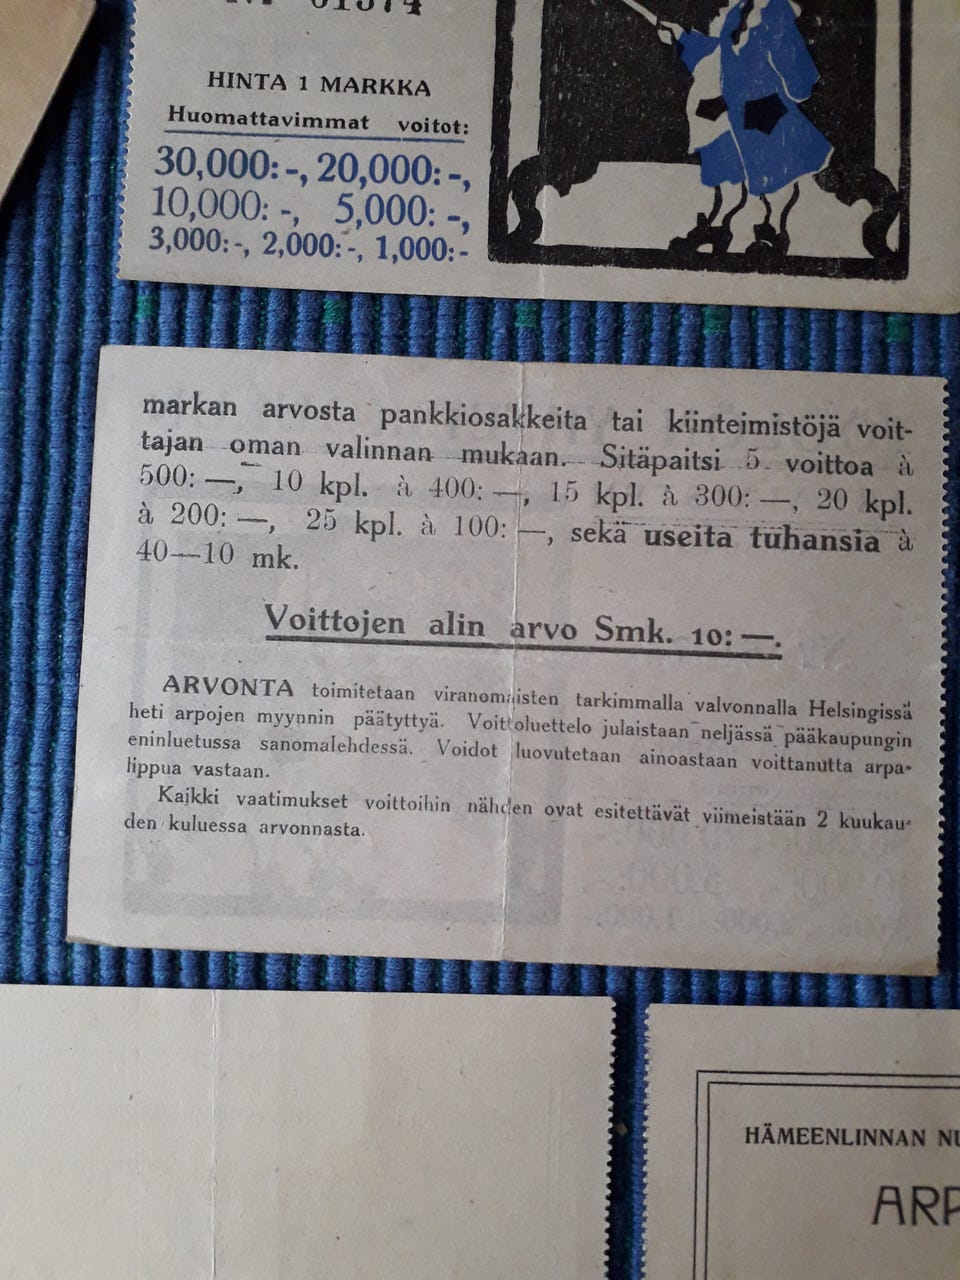 HINTA 1 MARKKA
Huomattavimmat voitot:
30,000:-, 20,000:-,
10,000: -, 5,000: -,
3,000:-, 2,000:-, 1,000:-
markan arvosta pankkiosakkeita tai kiinteimistöjä voit-
tajan oman valinnan mukaan. Sitäpaitsi 5 voittoa à
500: —, 10 kpl. à 400: —, 15 kpl. à 300: —, 20 kpl.
à 200: —, 25 kpl. à 100: —, sekä useita tuhansia à
40—10 mk.
Voittojen alin arvo Smk. 10: —.
ARVONTA toimitetaan viranomaisten tarkimmalla valvonnalla Helsingissä
heti arpojen myynnin päätyttyä. Voittoluettelo julaistaan neljässä pääkaupungin
eninluetussa sanomalehdessä. Voidot luovutetaan ainoastaan voittanutta arpa-
lippua vastaan.
Kaikki vaatimukset voittoihin nähden ovat esitettävät viimeistään 2 kuukau-
den kuluessa arvonnasta.
HÄMEENLINNAN NU
ARP